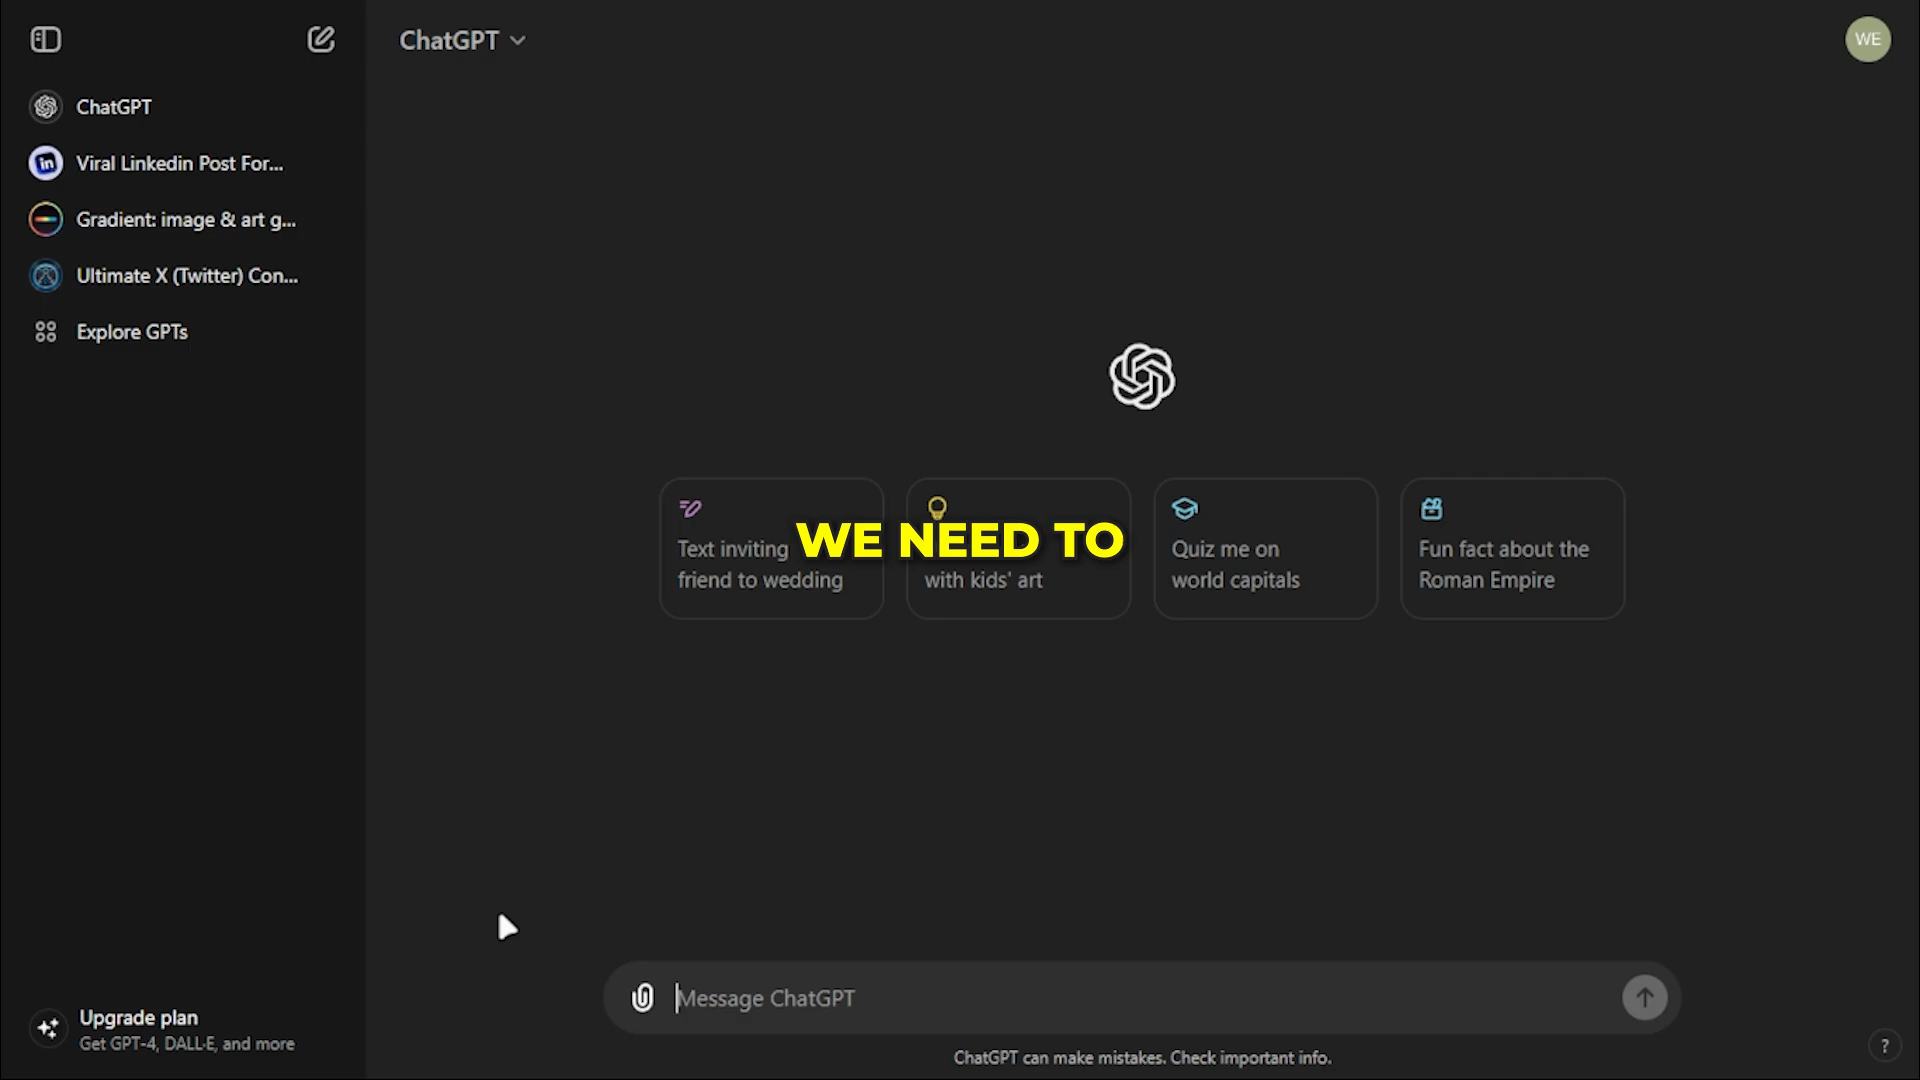 ChatGPT
WE
ChatGPT
Viral Linkedin Post For...
Gradient: image & art g...
Ultimate X (Twitter) Con...
Explore GPTs
Text inviting
friend to wedding
with kids' art
Quiz me on
world capitals
Fun fact about the
Roman Empire
WE NEED TO
Message ChatGPT
Upgrade plan
Get GPT-4, DALL·E, and more
ChatGPT can make mistakes. Check important info.
?